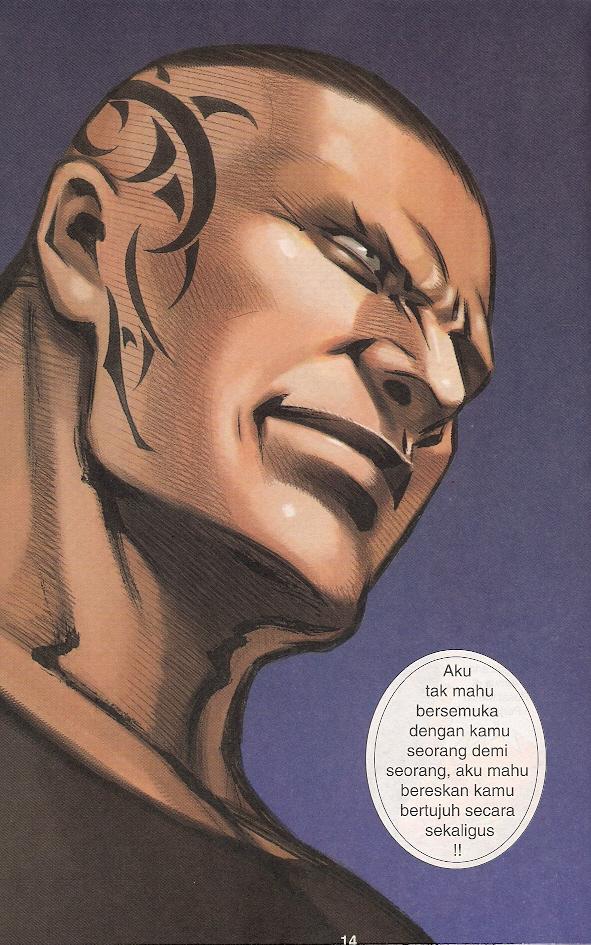 Aku
tak mahu
bersemuka
dengan kamu
seorang demi
seorang, aku mahu
bereskan kamu
bertujuh secara
sekaligus
!!
14